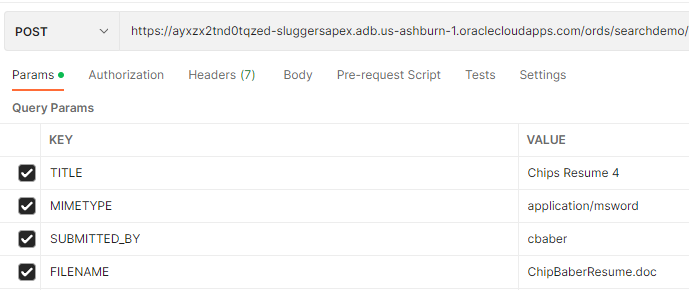 POST https://ayxzx2tnd0tqzed-sluggersapex.adb.us-ashburn-1.oraclecloudapps.com/ords/searchdemo/
Params Authorization Headers (7) Body Pre-request Script Tests Settings
Query Params
KEY VALUE
TITLE Chips Resume 4
MIMETYPE application/msword
SUBMITTED_BY cbaber
FILENAME ChipBaberResume.doc